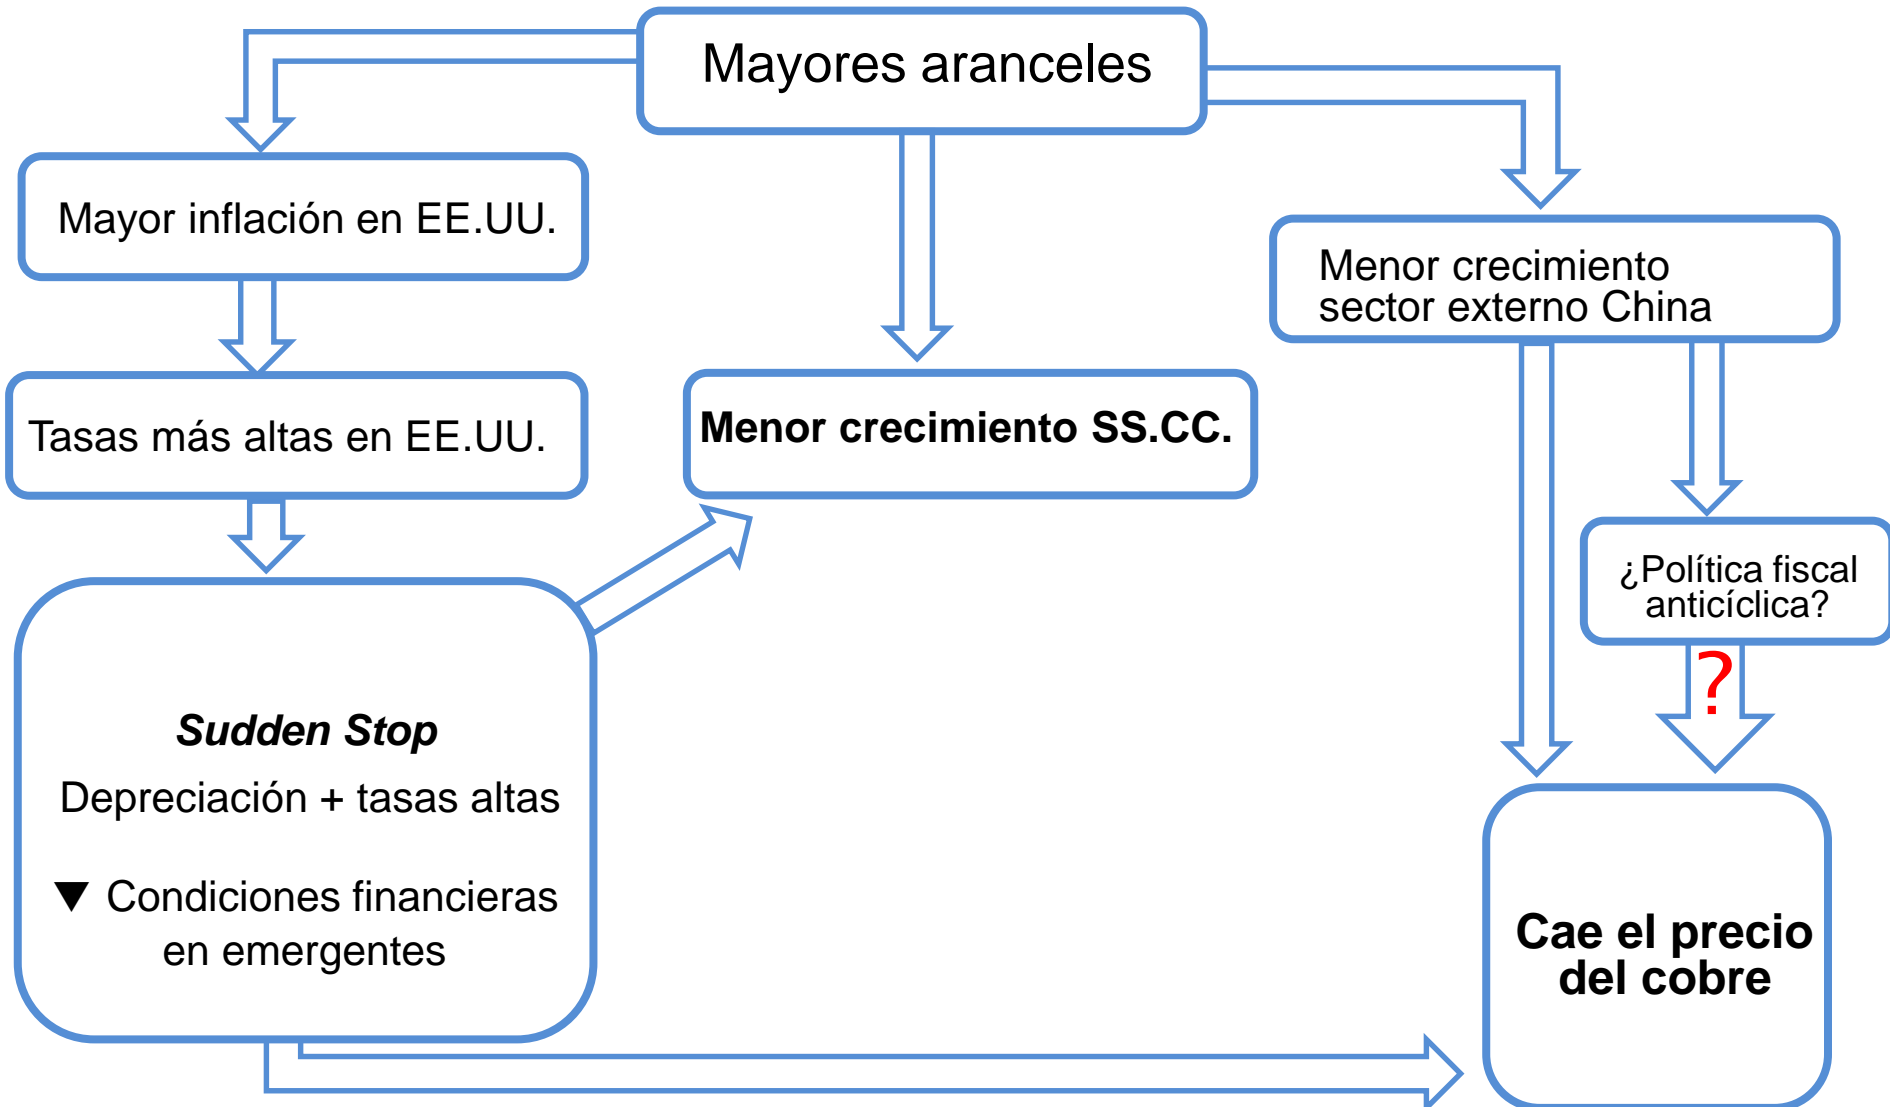 Mayores aranceles
Mayor inflación en EE.UU.
Menor crecimiento
sector externo China
Tasas más altas en EE.UU.
Menor crecimiento SS.CC.
¿Política fiscal
anticíclica?
?
Sudden Stop
Depreciación + tasas altas
▼ Condiciones financieras
en emergentes
Cae el precio
del cobre